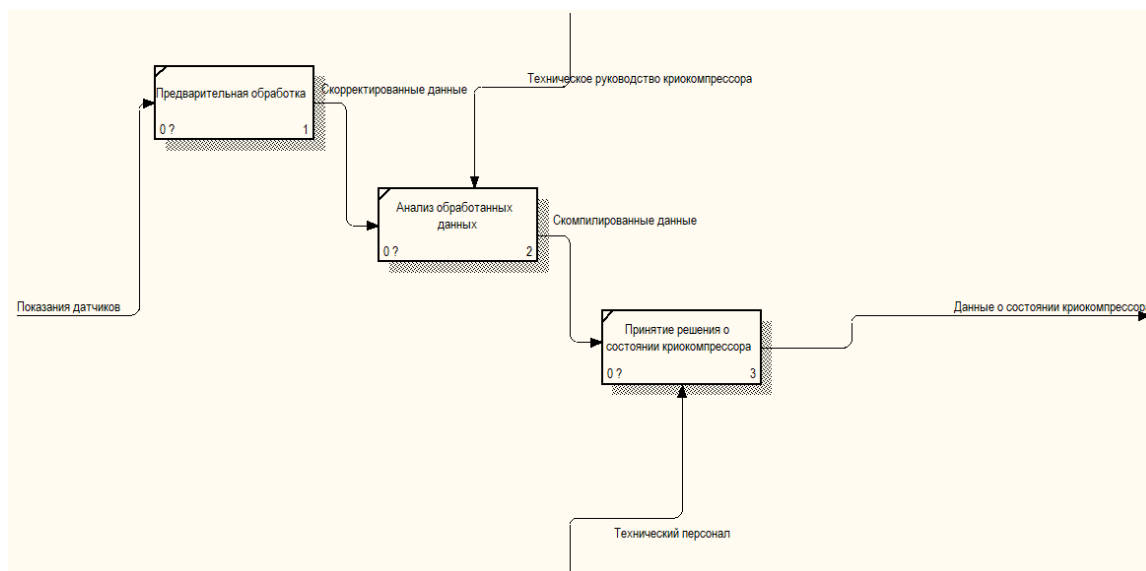 Техническое руководство криокомпрессора
Предварительная обработка
0 ?
1
Скорректированные данные
Анализ обработанных
данных
0 ?
2
Скомпилированные данные
Показания датчиков
Принятие решения о
состоянии криокомпрессора
0 ?
3
Данные о состоянии криокомпрессора
Технический персонал